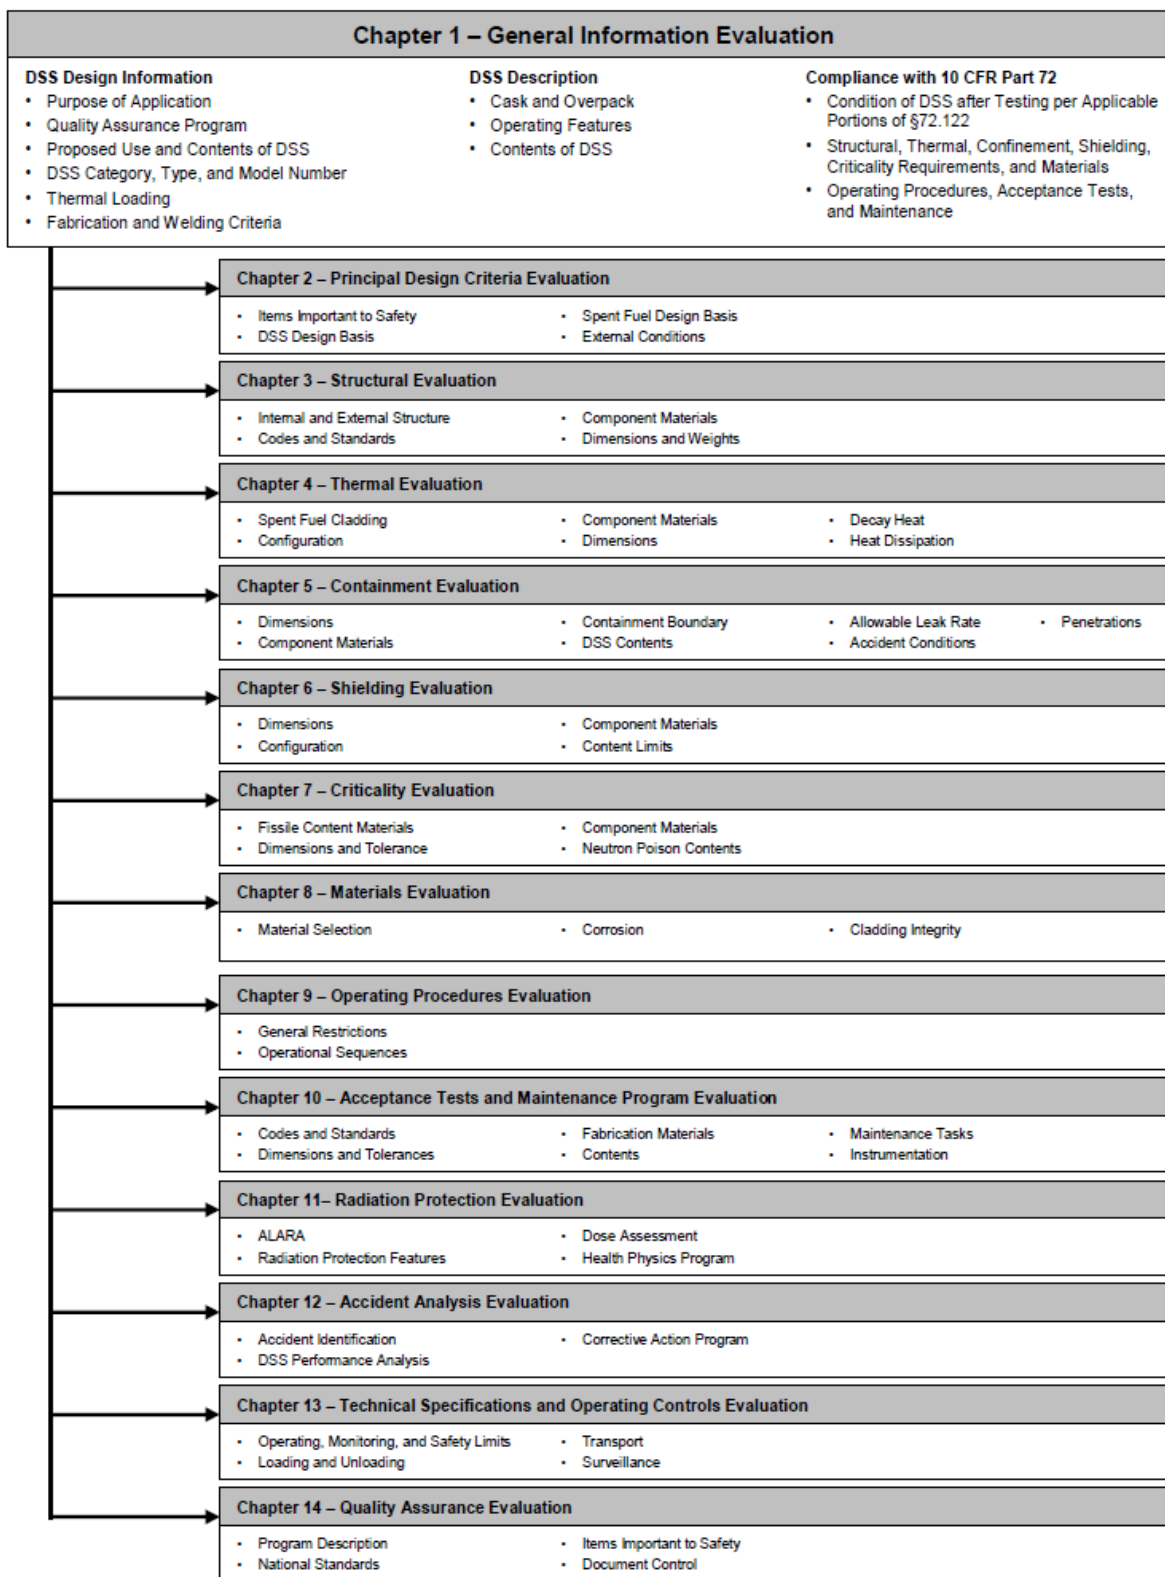 Chapter 1 – General Information Evaluation
DSS Design Information
• Purpose of Application
• Quality Assurance Program
• Proposed Use and Contents of DSS
• DSS Category, Type, and Model Number
• Thermal Loading
• Fabrication and Welding Criteria
DSS Description
• Cask and Overpack
• Operating Features
• Contents of DSS
Compliance with 10 CFR Part 72
• Condition of DSS after Testing per Applicable
Portions of §72.122
• Structural, Thermal, Confinement, Shielding,
Criticality Requirements, and Materials
• Operating Procedures, Acceptance Tests,
and Maintenance
Chapter 2 – Principal Design Criteria Evaluation
• Items Important to Safety
• DSS Design Basis
• Spent Fuel Design Basis
• External Conditions
Chapter 3 – Structural Evaluation
• Internal and External Structure
• Codes and Standards
• Component Materials
• Dimensions and Weights
Chapter 4 – Thermal Evaluation
• Spent Fuel Cladding
• Configuration
• Component Materials
• Dimensions
• Decay Heat
• Heat Dissipation
Chapter 5 – Containment Evaluation
• Dimensions
• Component Materials
• Containment Boundary
• DSS Contents
• Allowable Leak Rate
• Accident Conditions
• Penetrations
Chapter 6 – Shielding Evaluation
• Dimensions
• Configuration
• Component Materials
• Content Limits
Chapter 7 – Criticality Evaluation
• Fissile Content Materials
• Dimensions and Tolerance
• Component Materials
• Neutron Poison Contents
Chapter 8 – Materials Evaluation
• Material Selection
• Corrosion
• Cladding Integrity
Chapter 9 – Operating Procedures Evaluation
• General Restrictions
• Operational Sequences
Chapter 10 – Acceptance Tests and Maintenance Program Evaluation
• Codes and Standards
• Dimensions and Tolerances
• Fabrication Materials
• Contents
• Maintenance Tasks
• Instrumentation
Chapter 11– Radiation Protection Evaluation
• ALARA
• Radiation Protection Features
• Dose Assessment
• Health Physics Program
Chapter 12 – Accident Analysis Evaluation
• Accident Identification
• DSS Performance Analysis
• Corrective Action Program
Chapter 13 – Technical Specifications and Operating Controls Evaluation
• Operating, Monitoring, and Safety Limits
• Loading and Unloading
• Transport
• Surveillance
Chapter 14 – Quality Assurance Evaluation
• Program Description
• National Standards
• Items Important to Safety
• Document Control